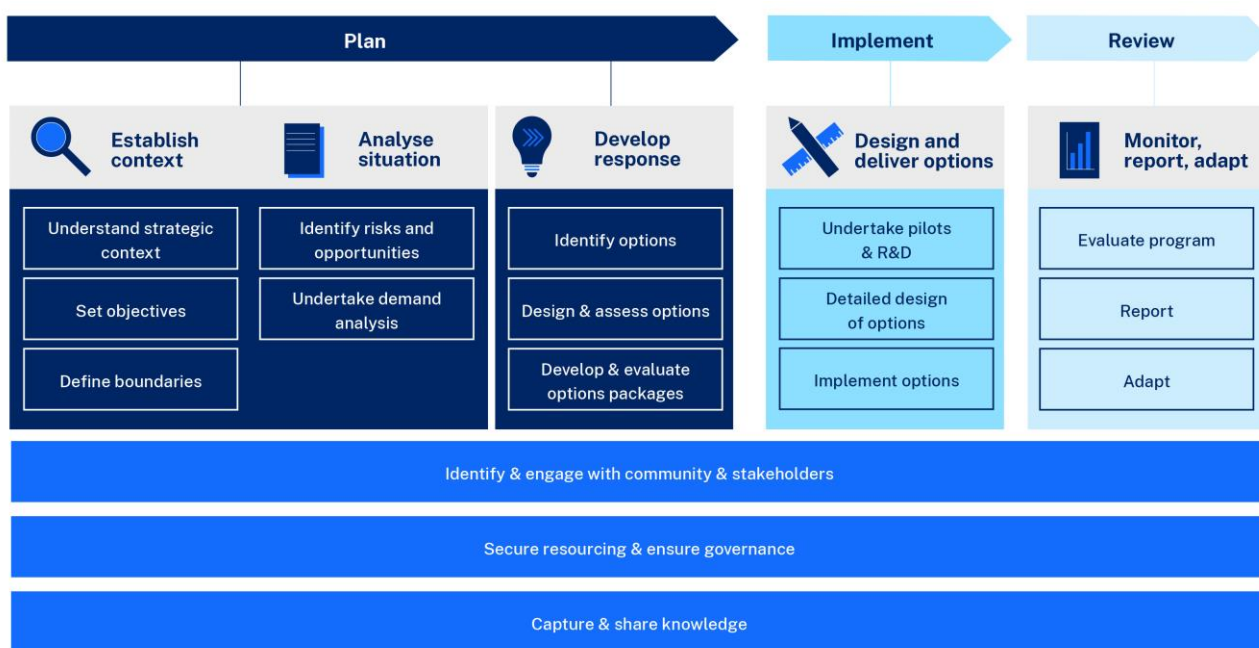 Plan
Implement
Review
Establish
context
Analyse
situation
Develop
response
Design and
deliver options
Monitor,
report, adapt
Understand strategic
context
Set objectives
Define boundaries
Identify risks and
opportunities
Undertake demand
analysis
Identify options
Design & assess options
Develop & evaluate
options packages
Undertake pilots
& R&D
Detailed design
of options
Implement options
Evaluate program
Report
Adapt
Identify & engage with community & stakeholders
Secure resourcing & ensure governance
Capture & share knowledge